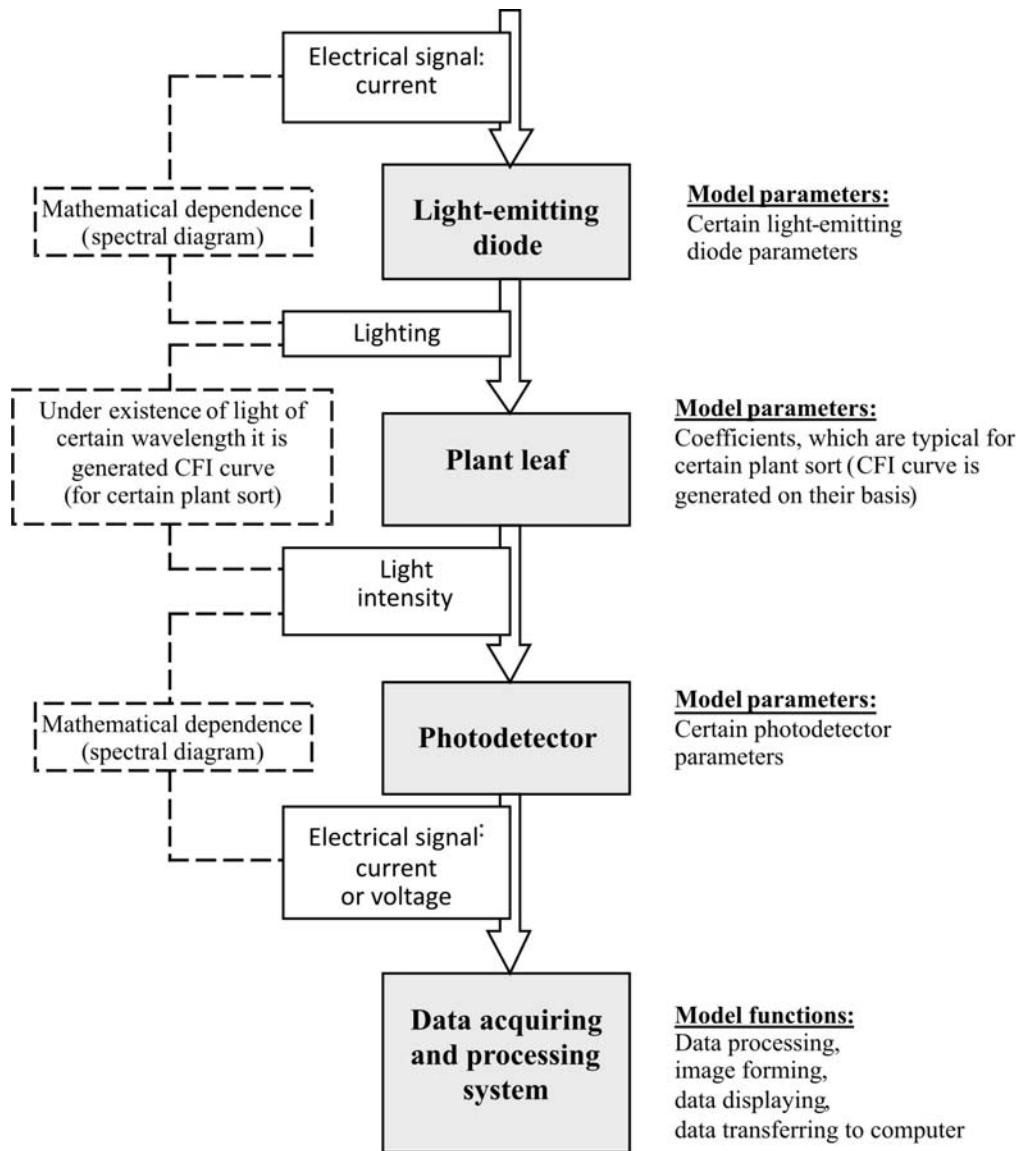 Electrical signal:
current
Light-emitting
diode
Model parameters:
Certain light-emitting
diode parameters
Mathematical dependence
(spectral diagram)
Lighting
Under existence of light of
certain wavelength it is
generated CFI curve
(for certain plant sort)
Plant leaf
Model parameters:
Coefficients, which are typical for
certain plant sort (CFI curve is
generated on their basis)
Light
intensity
Mathematical dependence
(spectral diagram)
Photodetector
Model parameters:
Certain photodetector
parameters
Electrical signal:
current
or voltage
Data acquiring
and processing
system
Model functions:
Data processing,
image forming,
data displaying,
data transferring to computer